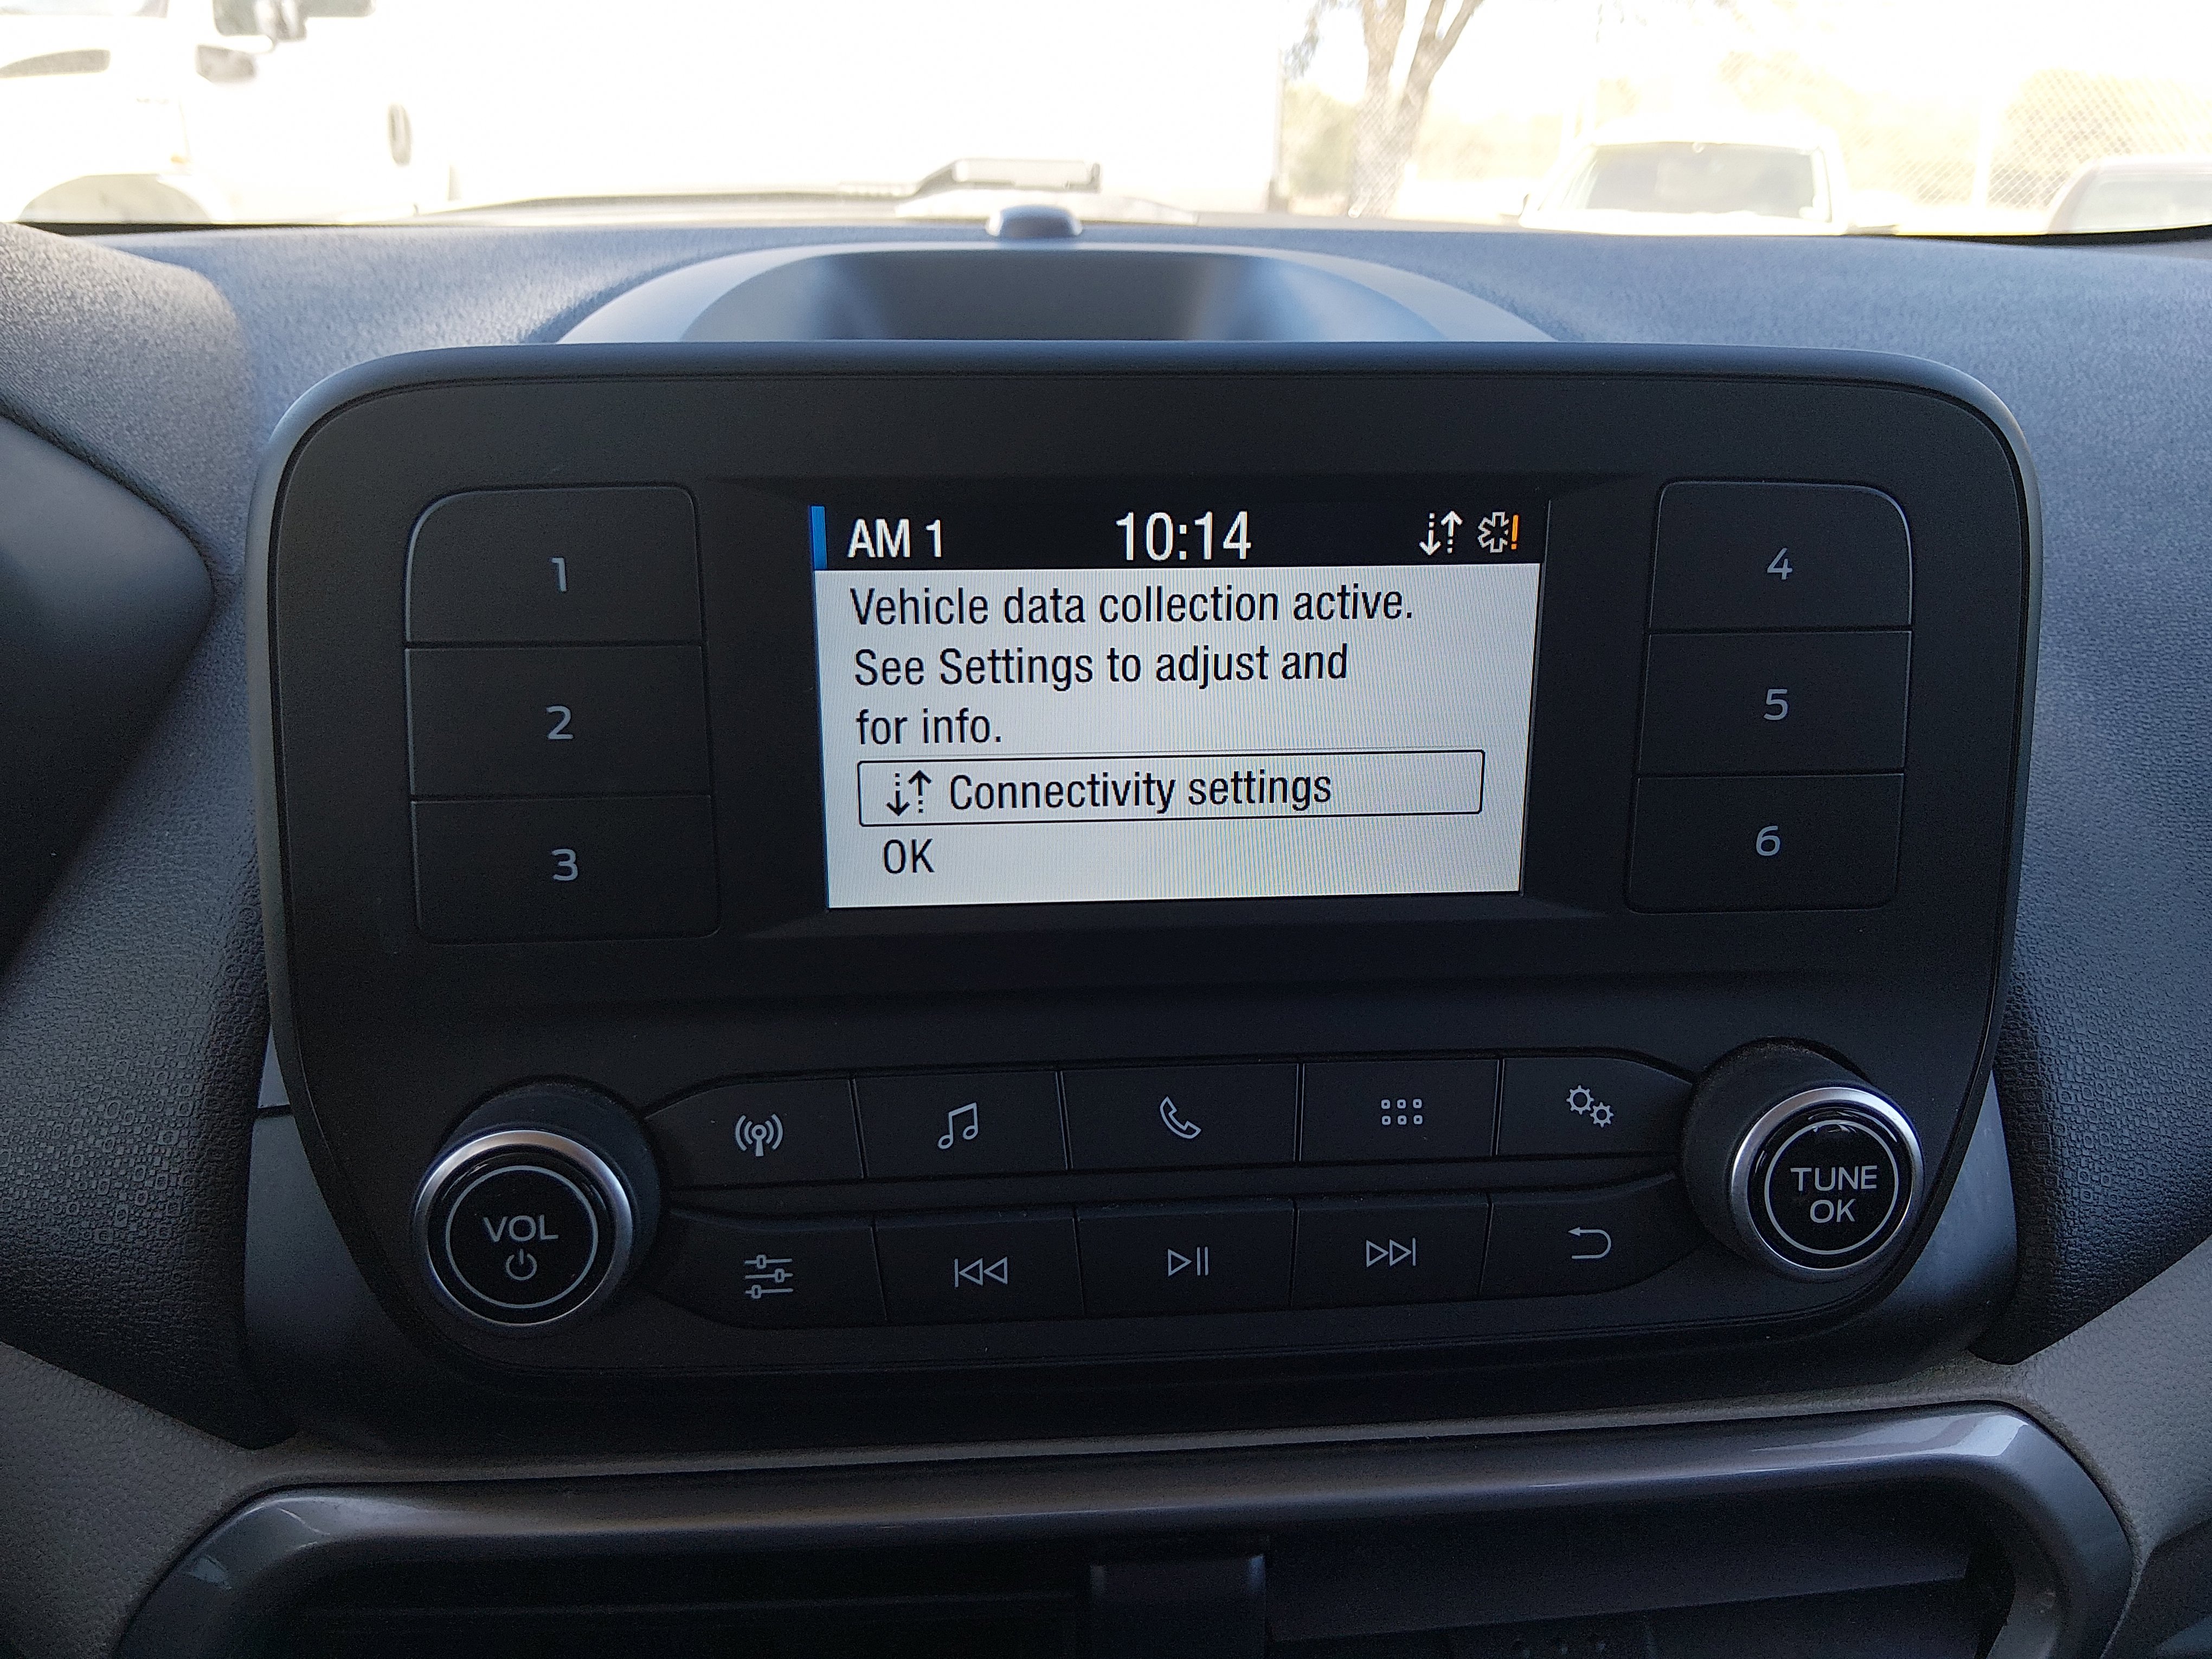 AM 1 10:14
Vehicle data collection active.
See Settings to adjust and
for info.
Connectivity settings
OK
1
2
3
4
5
6
VOL
TUNE
OK